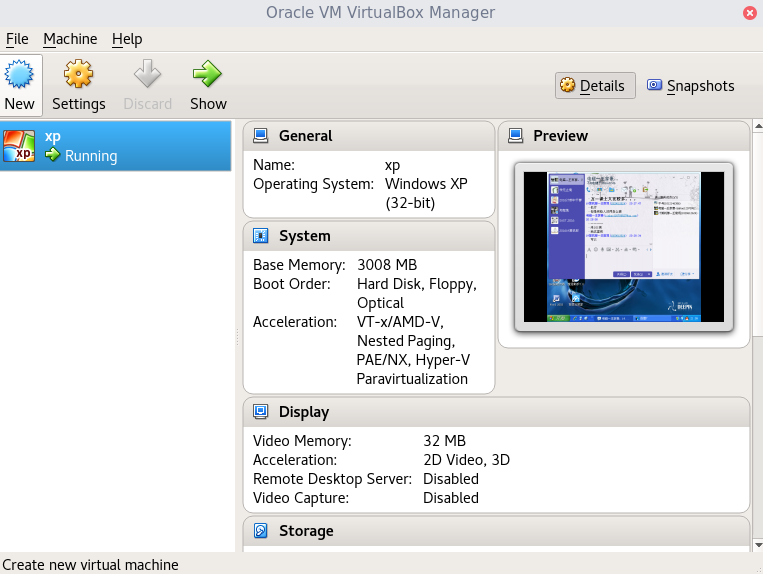 Oracle VM VirtualBox Manager
File Machine Help
New Settings Discard Show Details Snapshots
xp
Running
General
Name: xp
Operating System: Windows XP
(32-bit)
System
Base Memory: 3008 MB
Boot Order: Hard Disk, Floppy,
Optical
Acceleration: VT-x/AMD-V,
Nested Paging,
PAE/NX, Hyper-V
Paravirtualization
Preview
Display
Video Memory: 32 MB
Acceleration: 2D Video, 3D
Remote Desktop Server: Disabled
Video Capture: Disabled
Storage
Create new virtual machine